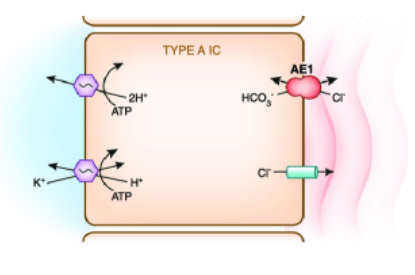 TYPE A IC
AE1
2H⁺
ATP
HCO₃⁻
Cl⁻
Cl⁻
K⁺
H⁺
ATP